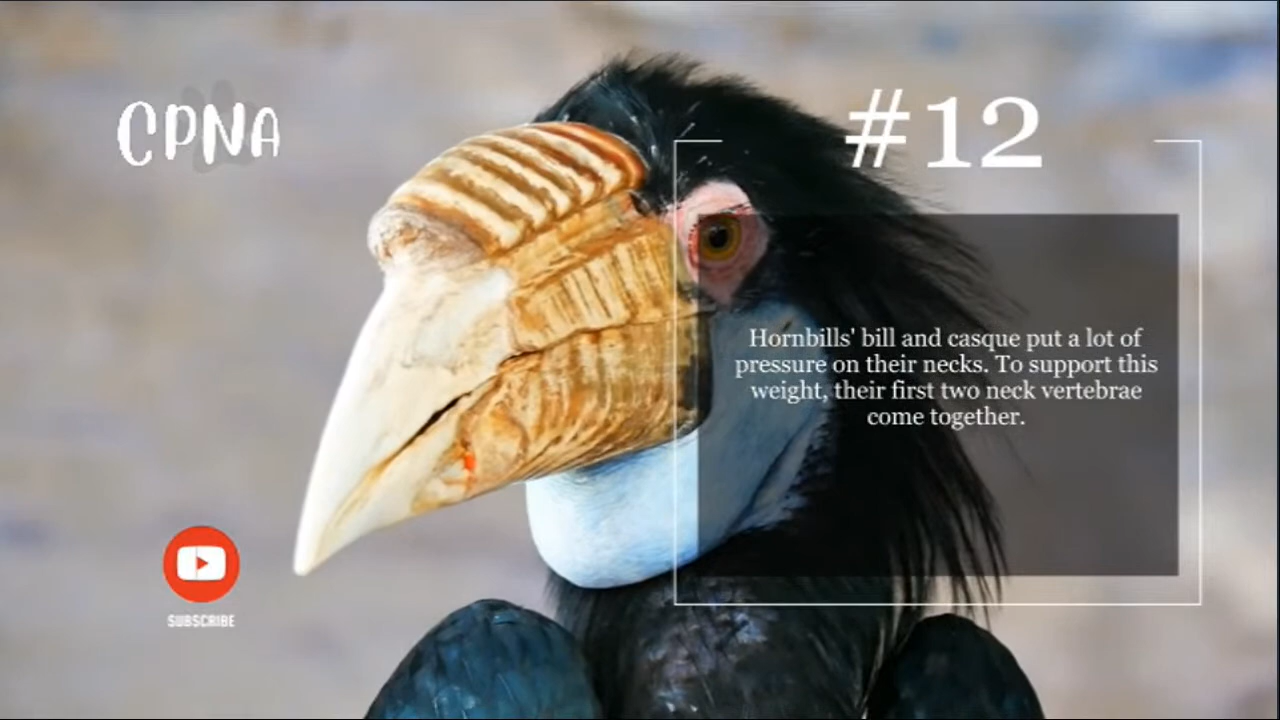 CPNA
#12
Hornbills' bill and casque put a lot of
pressure on their necks. To support this
weight, their first two neck vertebrae
come together.
SUBSCRIBE